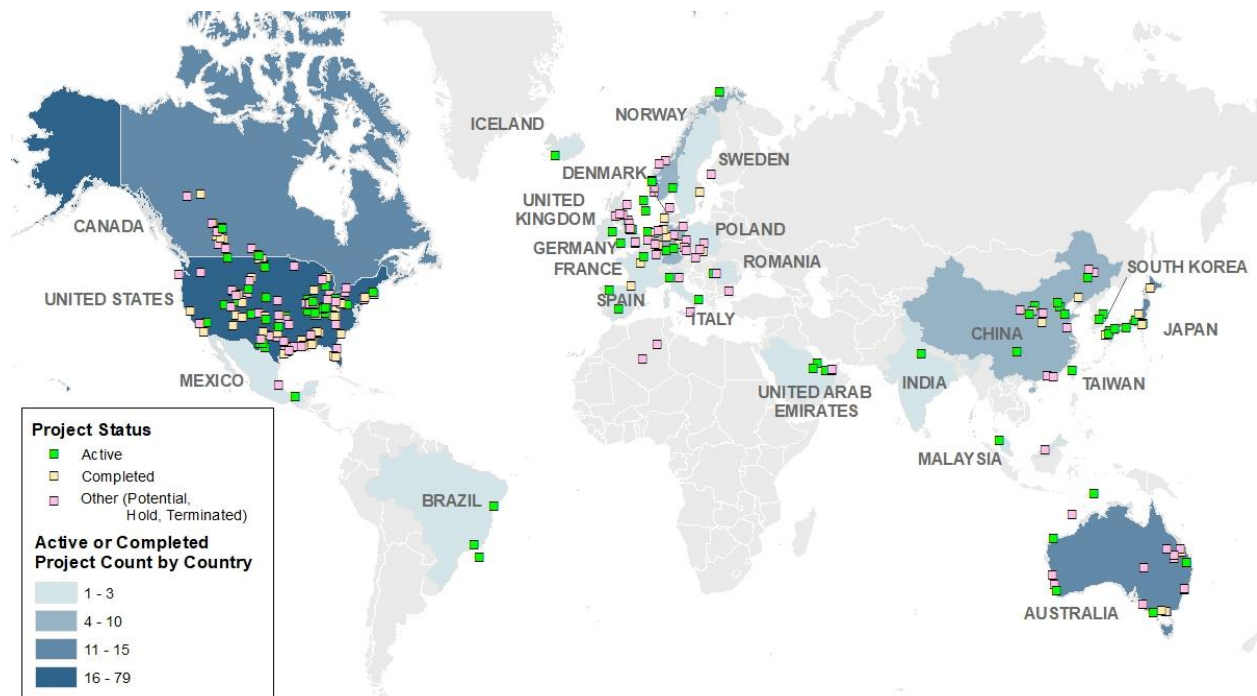 NORWAY
ICELAND
SWEDEN
DENMARK
UNITED
KINGDOM
CANADA
POLAND
GERMANY
ROMANIA
SOUTH KOREA
FRANCE
UNITED STATES
SPAIN
ITALY
CHINA
JAPAN
MEXICO
UNITED ARAB
EMIRATES
INDIA
TAIWAN
MALAYSIA
BRAZIL
AUSTRALIA
Project Status
Active
Completed
Other (Potential,
Hold, Terminated)
Active or Completed
Project Count by Country
1 - 3
4 - 10
11 - 15
16 - 79